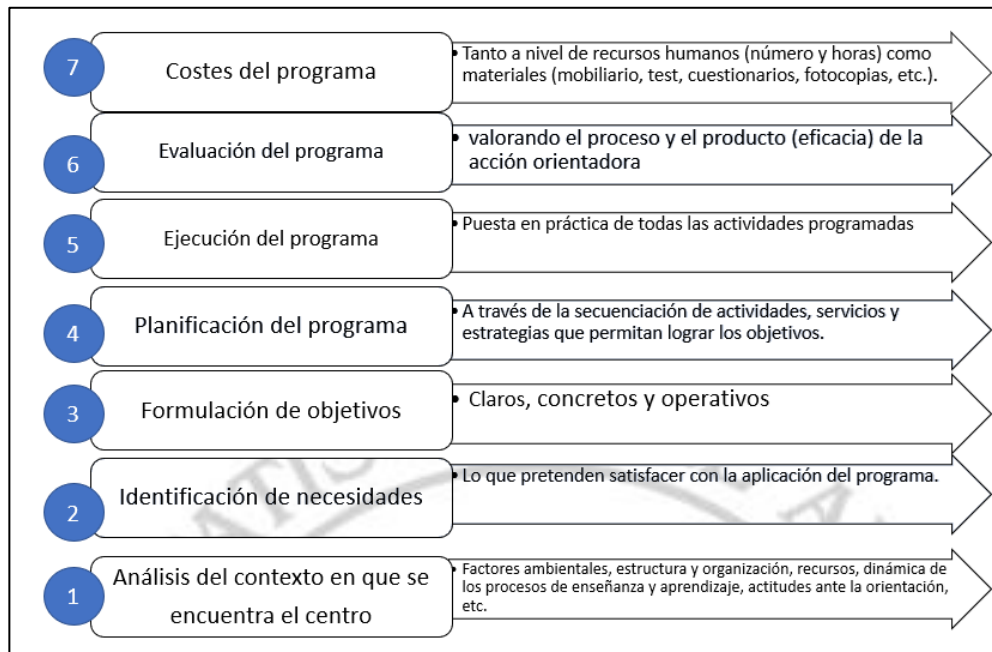 7
Costes del programa
• Tanto a nivel de recursos humanos (número y horas) como
materiales (mobiliario, test, cuestionarios, fotocopias, etc.).
6
Evaluación del programa
• valorando el proceso y el producto (eficacia) de la
acción orientadora
5
Ejecución del programa
• Puesta en práctica de todas las actividades programadas
4
Planificación del programa
• A través de la secuenciación de actividades, servicios y
estrategias que permitan lograr los objetivos.
3
Formulación de objetivos
• Claros, concretos y operativos
2
Identificación de necesidades
• Lo que pretenden satisfacer con la aplicación del programa.
1
Análisis del contexto en que se
encuentra el centro
• Factores ambientales, estructura y organización, recursos, dinámica de
los procesos de enseñanza y aprendizaje, actitudes ante la orientación,
etc.